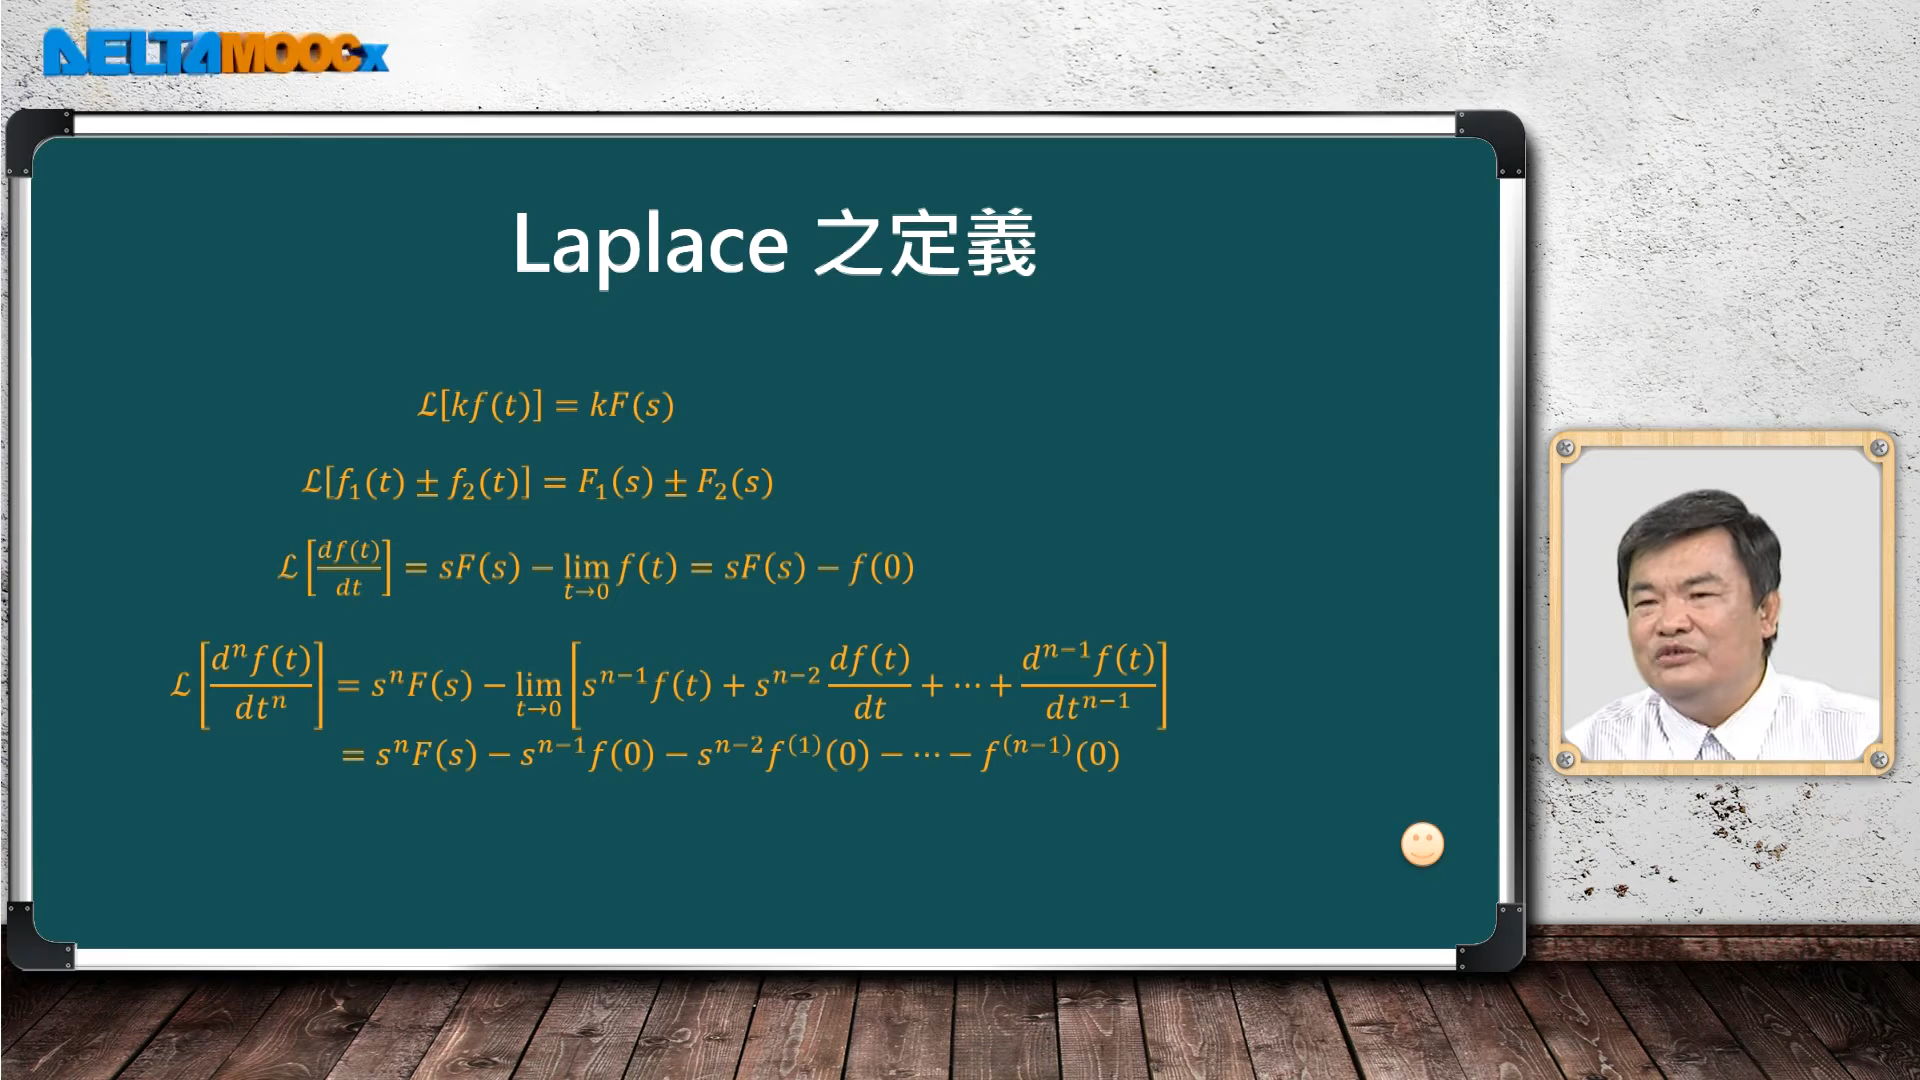 DELTAMOOCx
Laplace 之定義
ℒ[kf(t)] = kF(s)
ℒ[f₁(t) ± f₂(t)] = F₁(s) ± F₂(s)
ℒ[df(t)/dt] = sF(s) − lim_{t→0} f(t) = sF(s) − f(0)
ℒ[dⁿf(t)/dtⁿ] = sⁿF(s) − lim_{t→0} [sⁿ⁻¹f(t) + sⁿ⁻² df(t)/dt + ⋯ + dⁿ⁻¹f(t)/dtⁿ⁻¹]
= sⁿF(s) − sⁿ⁻¹f(0) − sⁿ⁻²f⁽¹⁾(0) − ⋯ − f⁽ⁿ⁻¹⁾(0)